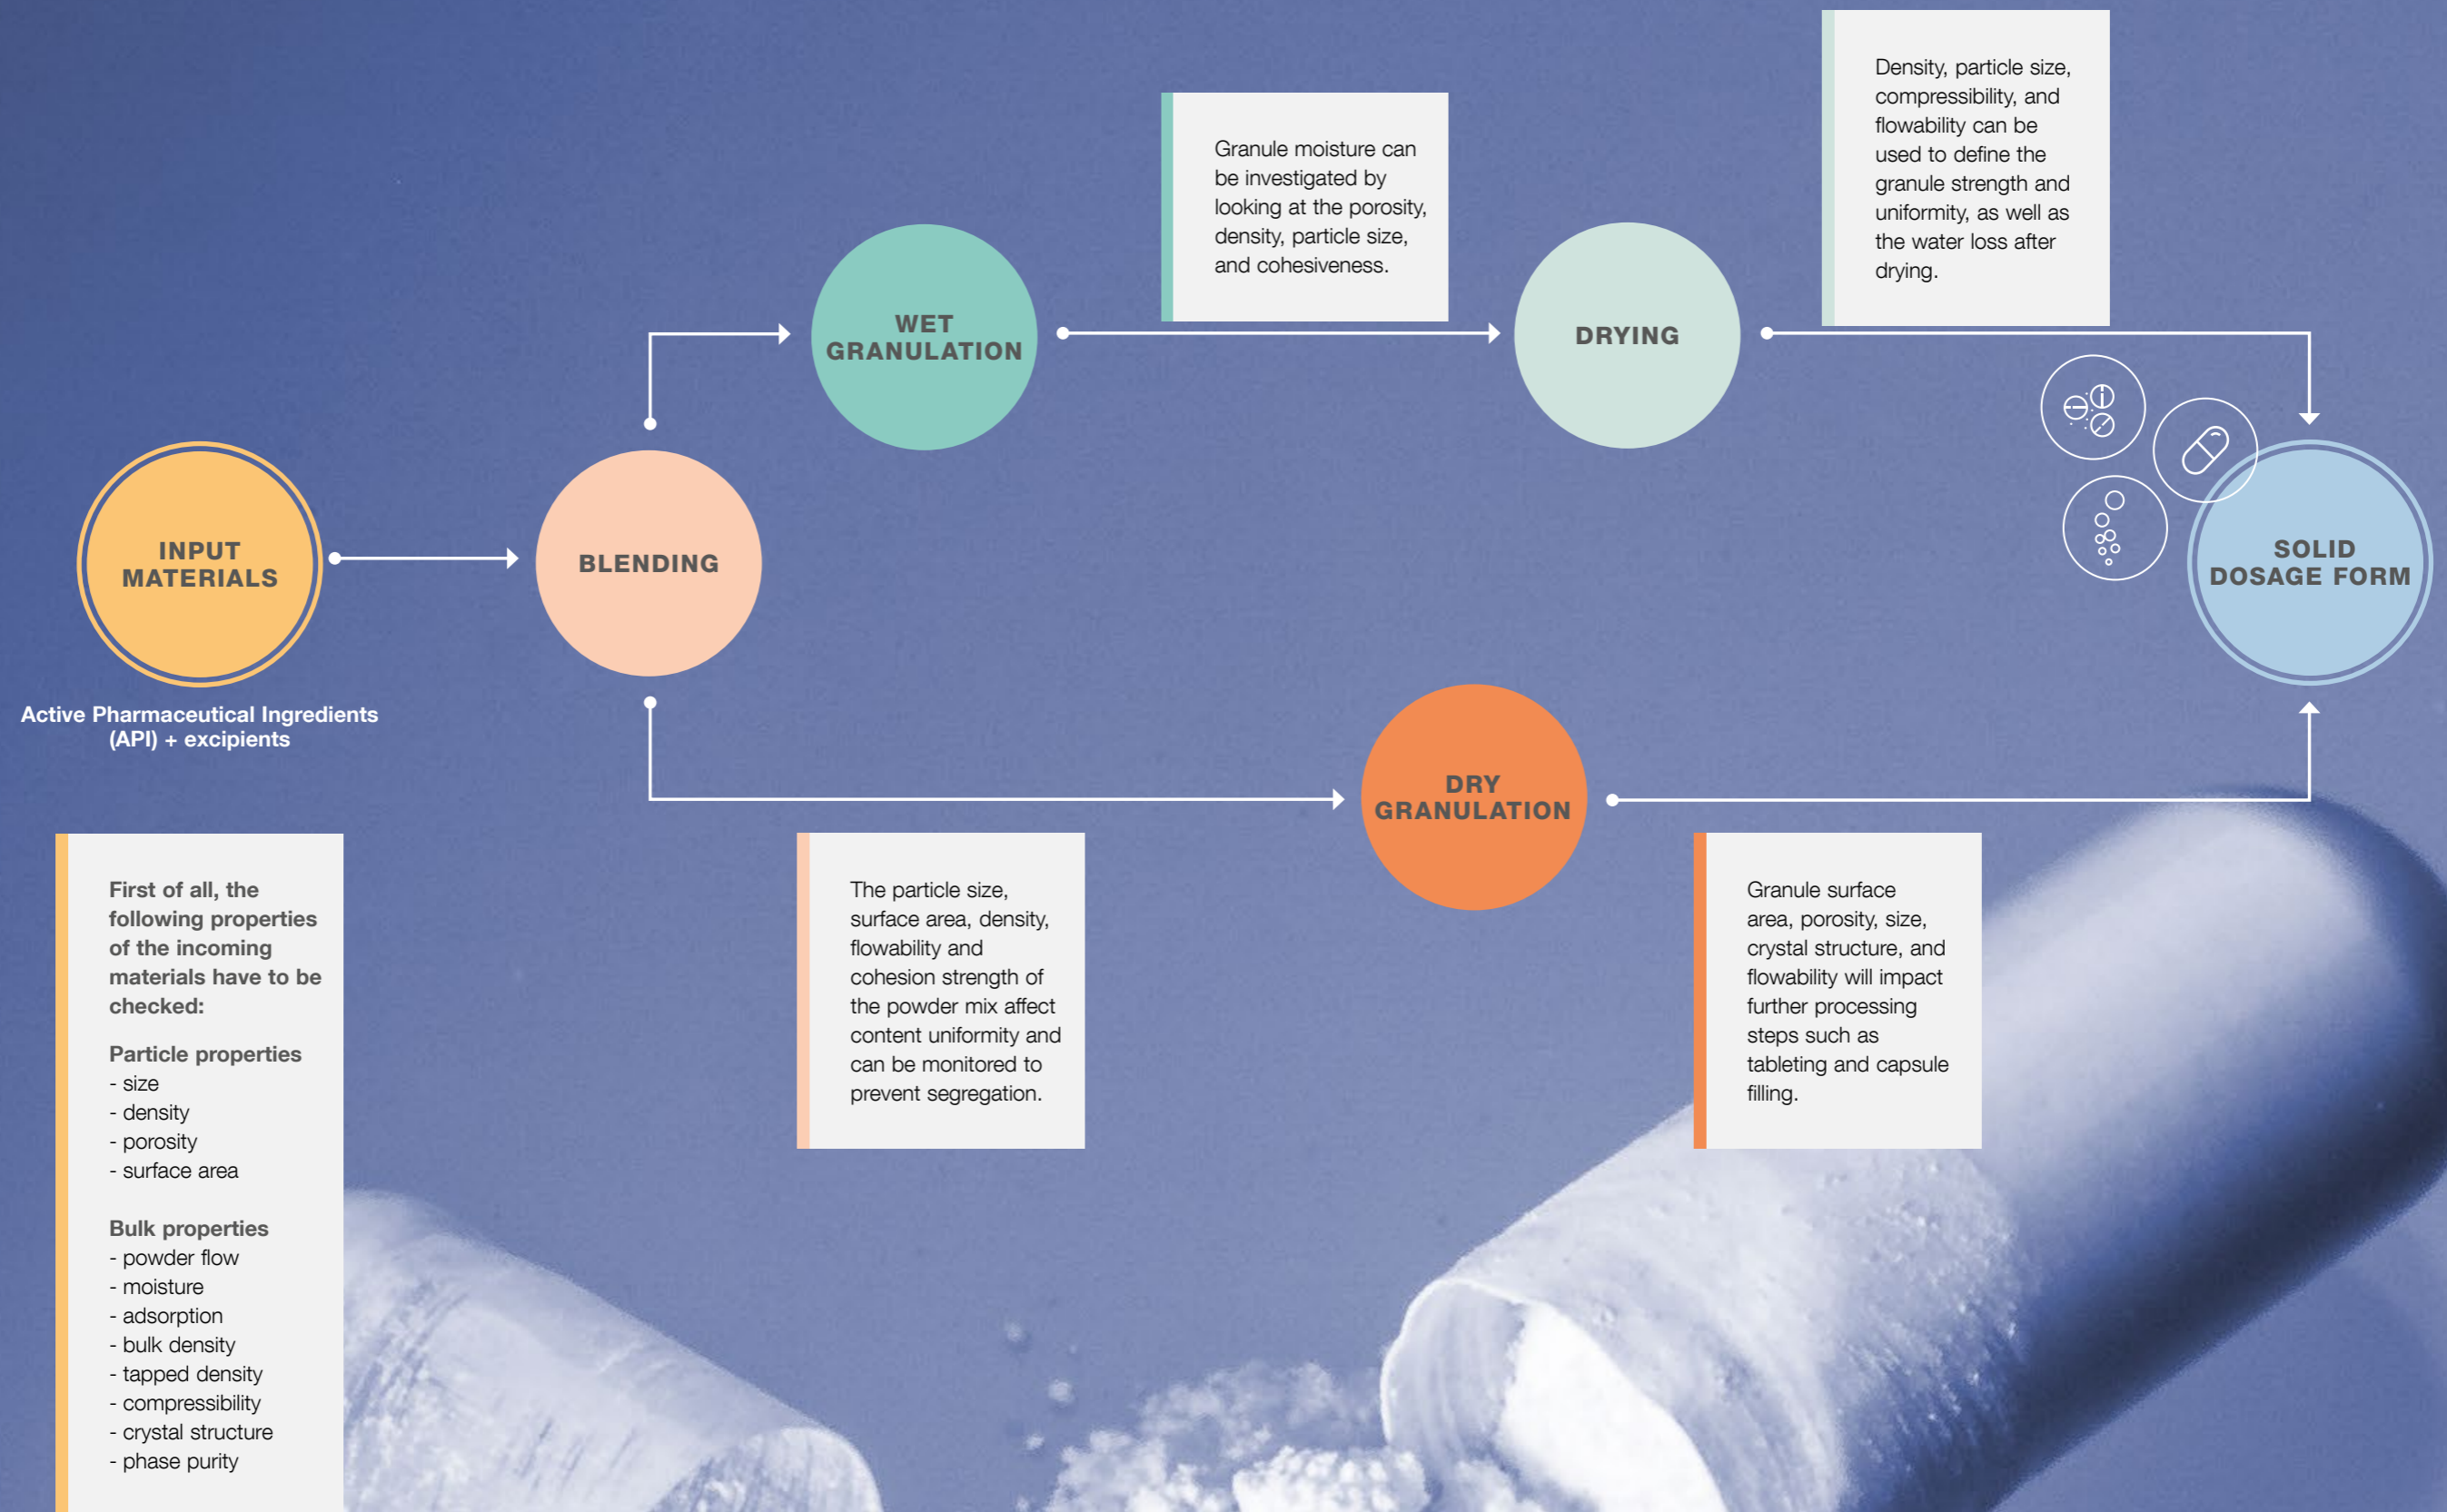 Density, particle size,
compressibility, and
flowability can be
used to define the
granule strength and
uniformity, as well as
the water loss after
drying.
Granule moisture can
be investigated by
looking at the porosity,
density, particle size,
and cohesiveness.
WET
GRANULATION
DRYING
INPUT
MATERIALS
BLENDING
SOLID
DOSAGE FORM
Active Pharmaceutical Ingredients
(API) + excipients
DRY
GRANULATION
First of all, the
following properties
of the incoming
materials have to be
checked:
Particle properties
- size
- density
- porosity
- surface area
Bulk properties
- powder flow
- moisture
- adsorption
- bulk density
- tapped density
- compressibility
- crystal structure
- phase purity
The particle size,
surface area, density,
flowability and
cohesion strength of
the powder mix affect
content uniformity and
can be monitored to
prevent segregation.
Granule surface
area, porosity, size,
crystal structure, and
flowability will impact
further processing
steps such as
tableting and capsule
filling.